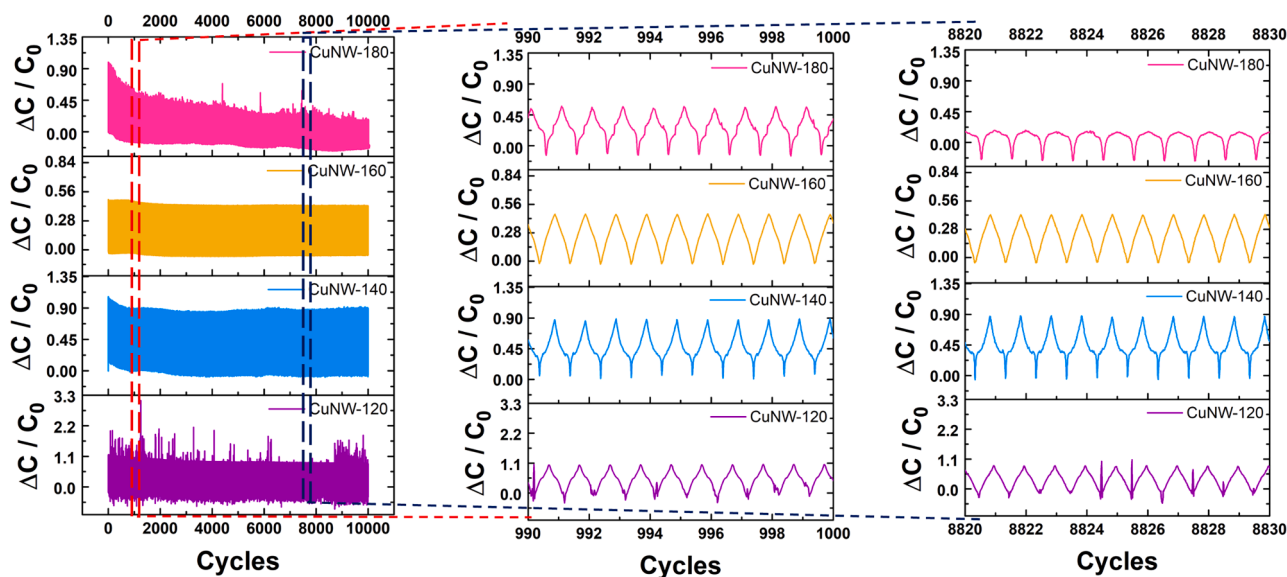 0 2000 4000 6000 8000 10000
ΔC / C0
1.35
0.90
0.45
0.00
CuNW-180
ΔC / C0
0.84
0.56
0.28
0.00
CuNW-160
ΔC / C0
1.35
0.90
0.45
0.00
CuNW-140
ΔC / C0
3.3
2.2
1.1
0.0
CuNW-120
0 2000 4000 6000 8000 10000
Cycles
990 992 994 996 998 1000
ΔC / C0
1.35
0.90
0.45
0.00
CuNW-180
ΔC / C0
0.84
0.56
0.28
0.00
CuNW-160
ΔC / C0
1.35
0.90
0.45
0.00
CuNW-140
ΔC / C0
3.3
2.2
1.1
0.0
CuNW-120
990 992 994 996 998 1000
Cycles
8820 8822 8824 8826 8828 8830
ΔC / C0
1.35
0.90
0.45
0.00
CuNW-180
ΔC / C0
0.84
0.56
0.28
0.00
CuNW-160
ΔC / C0
1.35
0.90
0.45
0.00
CuNW-140
ΔC / C0
3.3
2.2
1.1
0.0
CuNW-120
8820 8822 8824 8826 8828 8830
Cycles